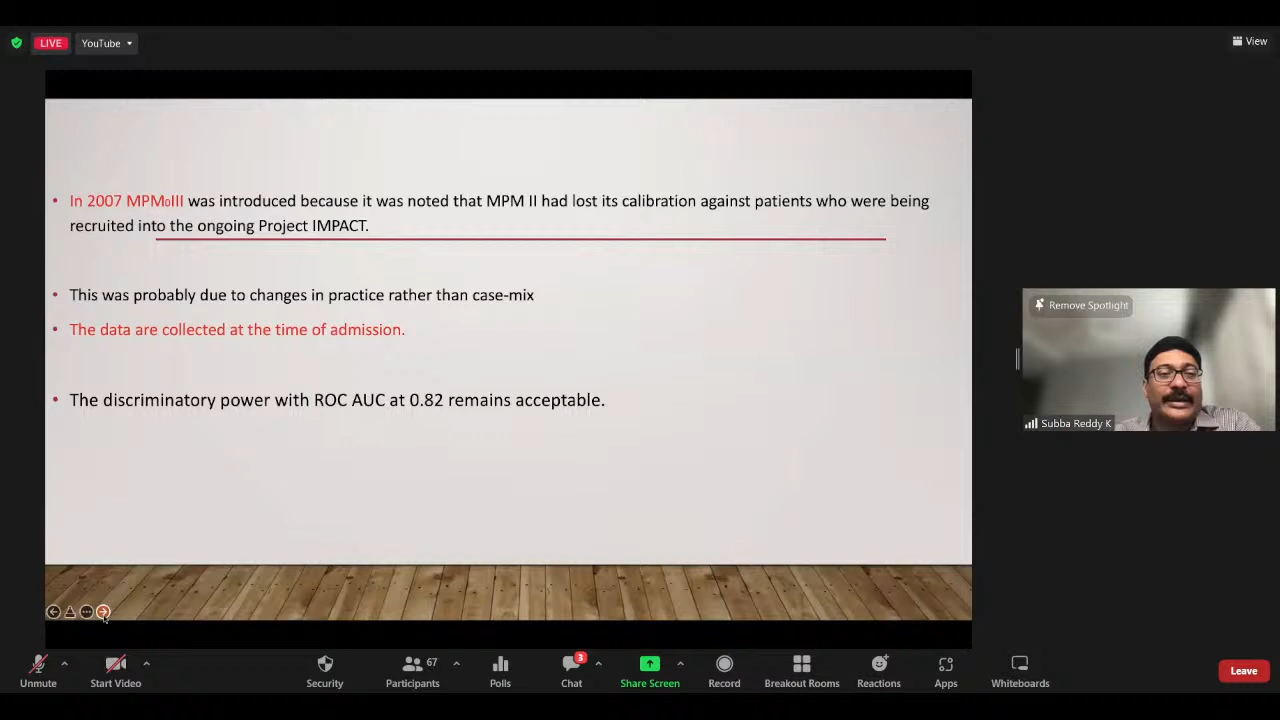 LIVE
YouTube
View
In 2007 MPM₀III was introduced because it was noted that MPM II had lost its calibration against patients who were being
recruited into the ongoing Project IMPACT.
This was probably due to changes in practice rather than case-mix
The data are collected at the time of admission.
The discriminatory power with ROC AUC at 0.82 remains acceptable.
Remove Spotlight
Subba Reddy K
67
3
Unmute
Start Video
Security
Participants
Polls
Chat
Share Screen
Record
Breakout Rooms
Reactions
Apps
Whiteboards
Leave